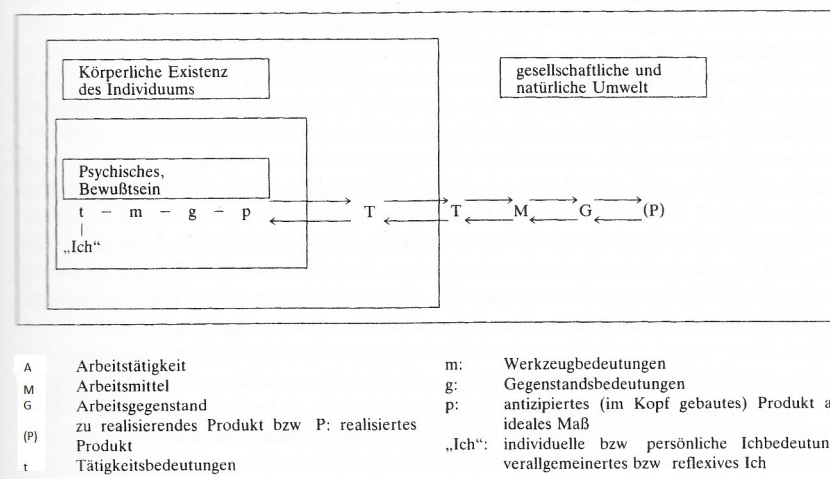 Körperliche Existenz
des Individuums
gesellschaftliche und
natürliche Umwelt
Psychisches,
Bewußtsein
t – m – g – p T T M G (P)
„Ich“
A Arbeitstätigkeit
M Arbeitsmittel
G Arbeitsgegenstand
(P) zu realisierendes Produkt bzw P: realisiertes
Produkt
t Tätigkeitsbedeutungen
m: Werkzeugbedeutungen
g: Gegenstandsbedeutungen
p: antizipiertes (im Kopf gebautes) Produkt a
ideales Maß
„Ich“: individuelle bzw persönliche Ichbedeutun
verallgemeinertes bzw reflexives Ich